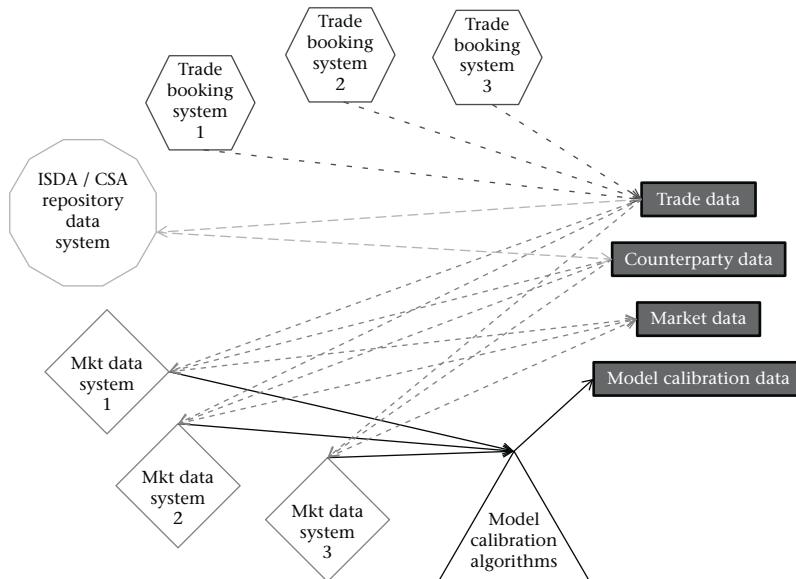 Trade
booking
system
1
Trade
booking
system
2
Trade
booking
system
3
ISDA / CSA
repository
data
system
Trade data
Counterparty data
Market data
Model calibration data
Mkt data
system
1
Mkt data
system
2
Mkt data
system
3
Model
calibration
algorithms